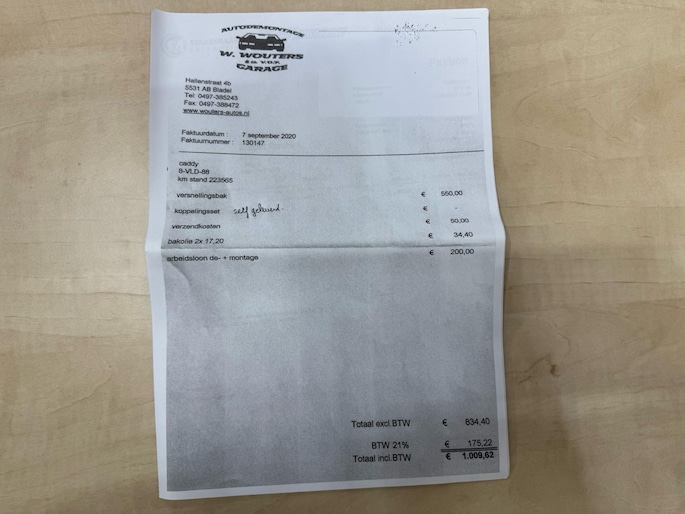 AUTODEMONTAGE
W. WOUTERS
& G. V.D.V.
GARAGE
Hallenstraat 4b
5531 AB Bladel
Tel: 0497-385243
Fax: 0497-388472
www.wouters-autos.nl
Faktuurdatum : 7 september 2020
Faktuurnummer : 130147
caddy
8-VLD-88
km stand 223565
versnellingsbak € 550,00
koppelingsset self geleverd € -
verzendkosten € 50,00
bakolie 2x 17,20 € 34,40
arbeidsloon de- + montage € 200,00
Totaal excl.BTW € 834,40
BTW 21% € 175,22
Totaal incl.BTW € 1.009,62